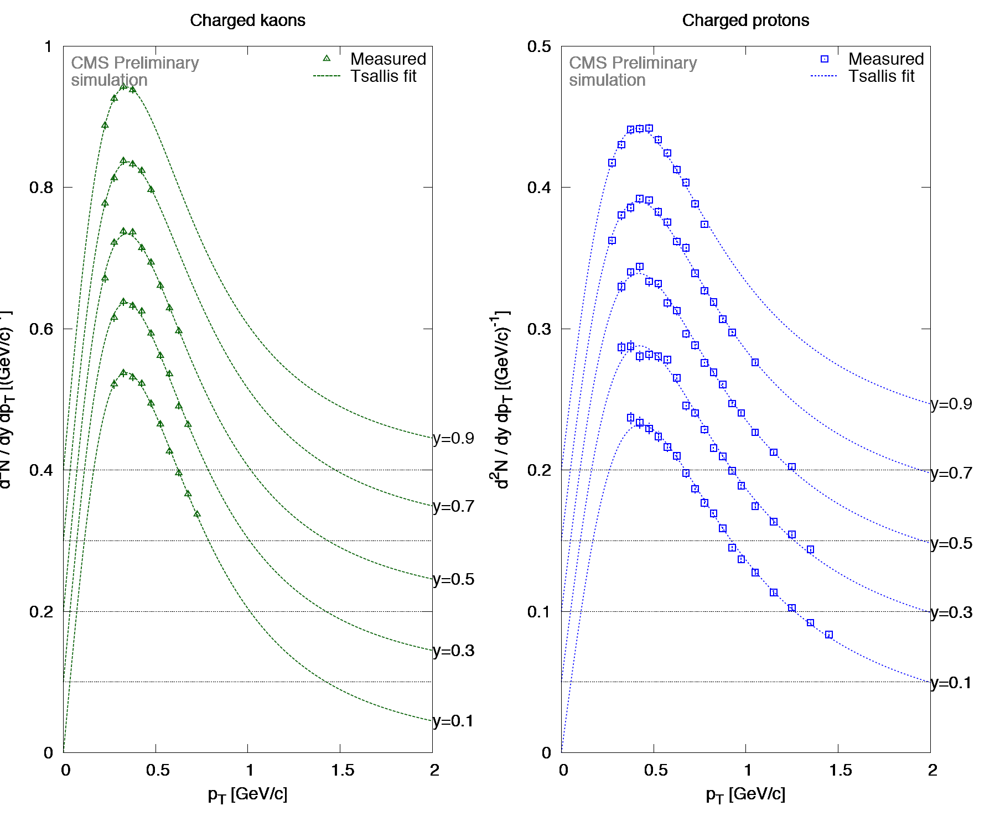 Charged kaons
1
CMS Preliminary
simulation
Measured
Tsallis fit
0.8
0.6
0.4
0.2
0
d²N / dy dp_T [(GeV/c)⁻¹]
y=0.9
y=0.7
y=0.5
y=0.3
y=0.1
0 0.5 1 1.5 2
p_T [GeV/c]
Charged protons
0.5
CMS Preliminary
simulation
Measured
Tsallis fit
0.4
0.3
0.2
0.1
0
d²N / dy dp_T [(GeV/c)⁻¹]
y=0.9
y=0.7
y=0.5
y=0.3
y=0.1
0 0.5 1 1.5 2
p_T [GeV/c]